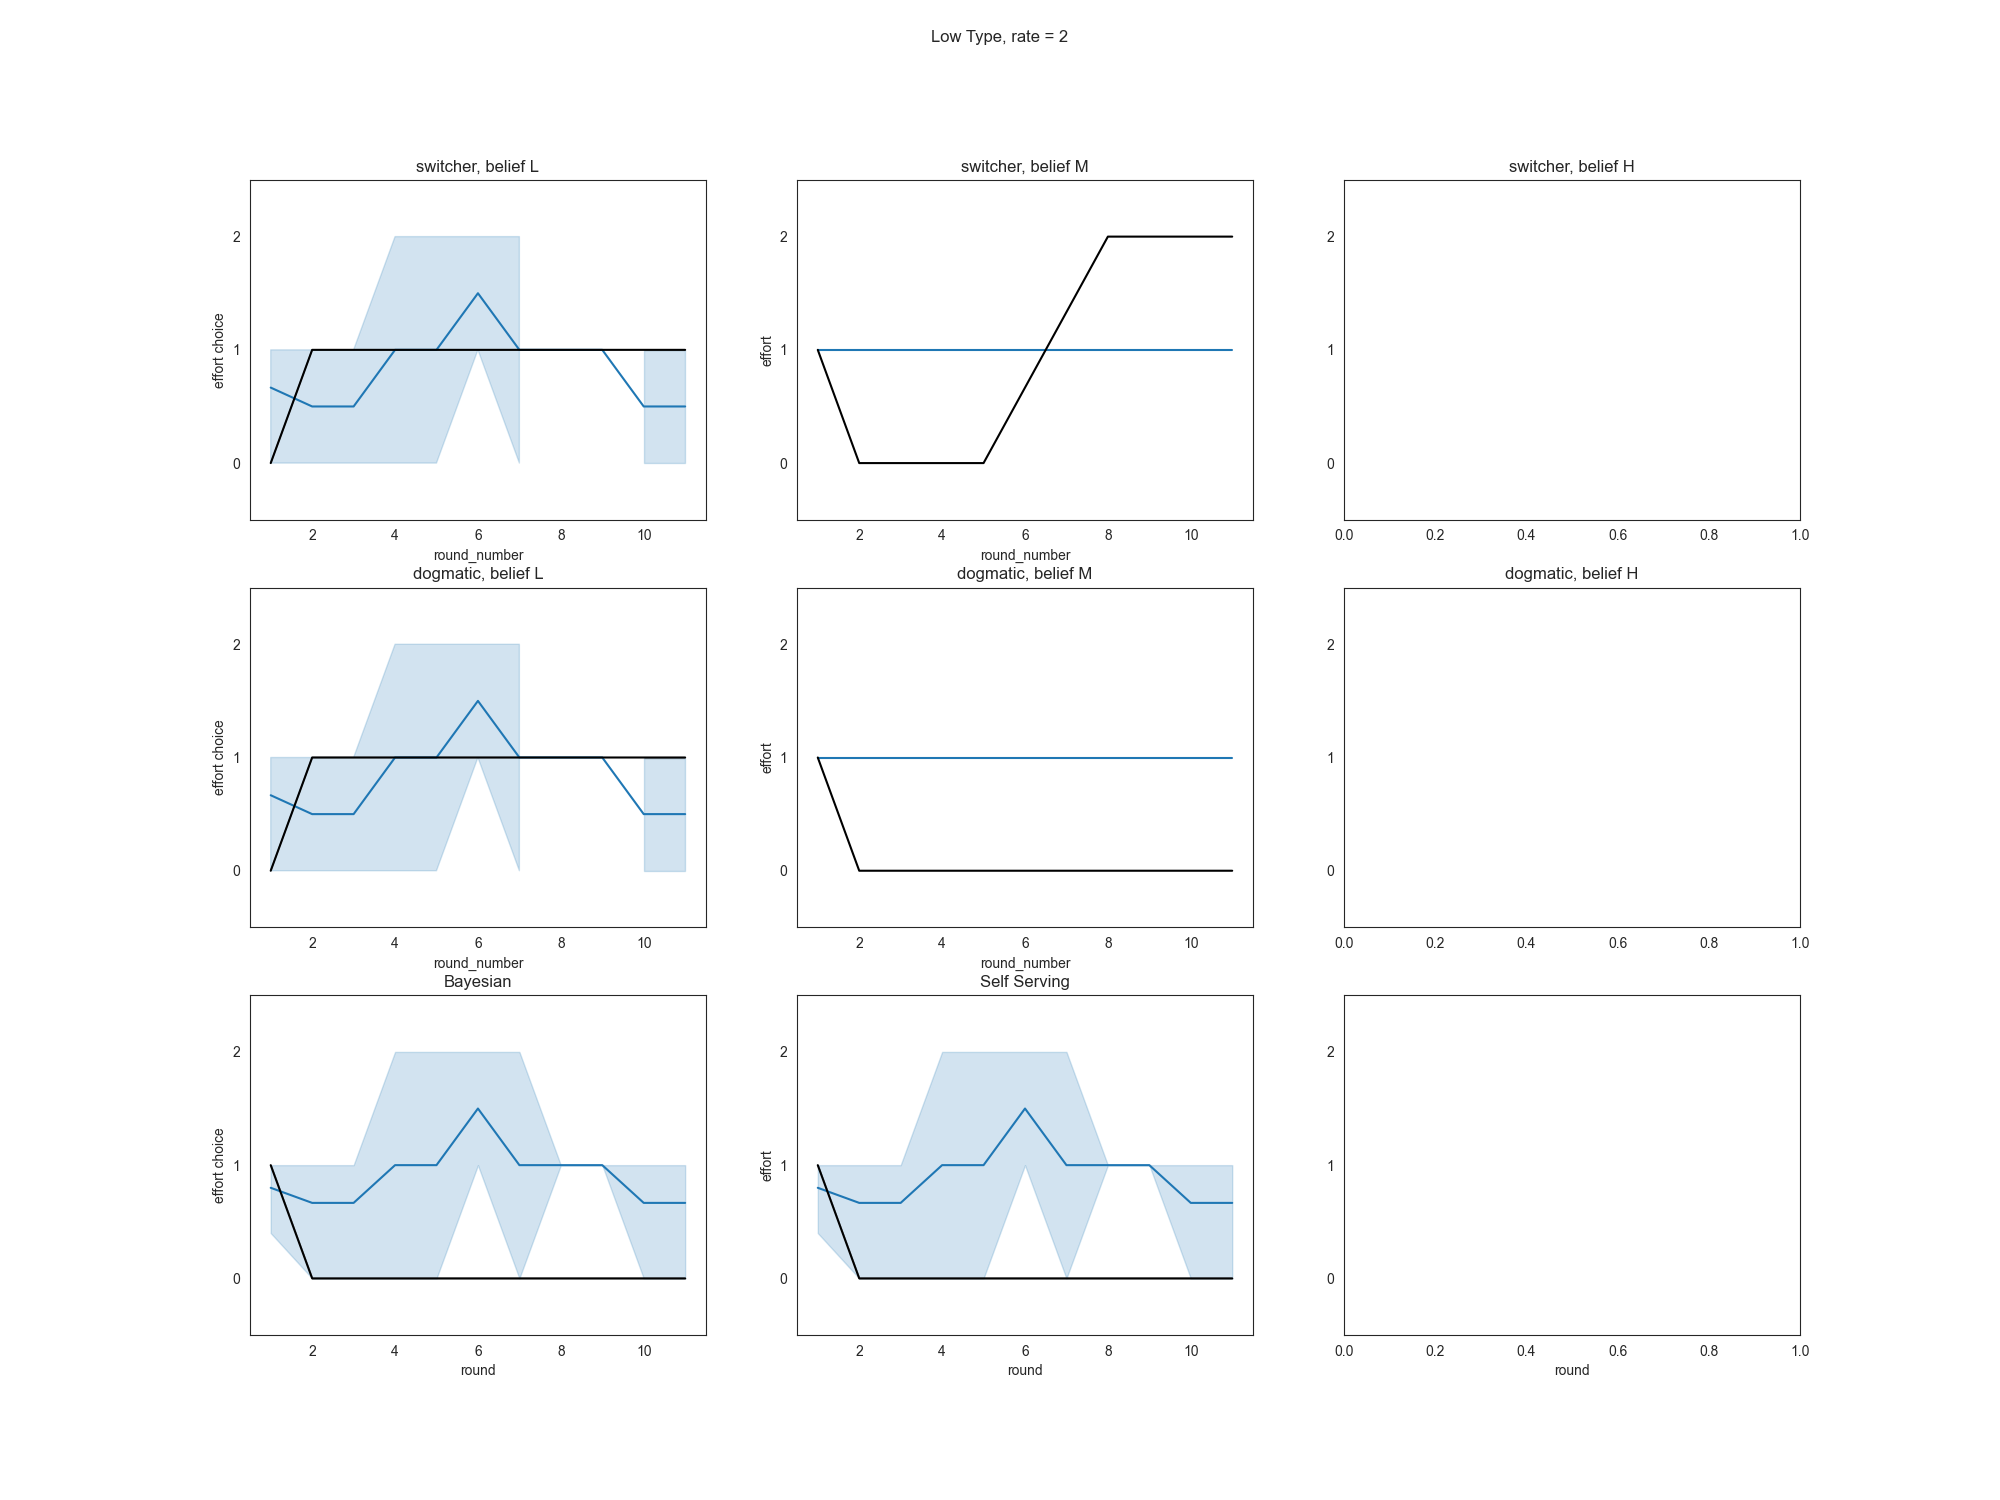 Low Type, rate = 2
switcher, belief L
switcher, belief M
switcher, belief H
2
1
0
effort choice
2 4 6 8 10
round_number
2
1
0
effort
2 4 6 8 10
round_number
2
1
0
0.0 0.2 0.4 0.6 0.8 1.0
dogmatic, belief L
dogmatic, belief M
dogmatic, belief H
2
1
0
effort choice
2 4 6 8 10
round_number
2
1
0
effort
2 4 6 8 10
round_number
2
1
0
0.0 0.2 0.4 0.6 0.8 1.0
Bayesian
Self Serving
2
1
0
effort choice
2 4 6 8 10
round
2
1
0
effort
2 4 6 8 10
round
2
1
0
0.0 0.2 0.4 0.6 0.8 1.0
round